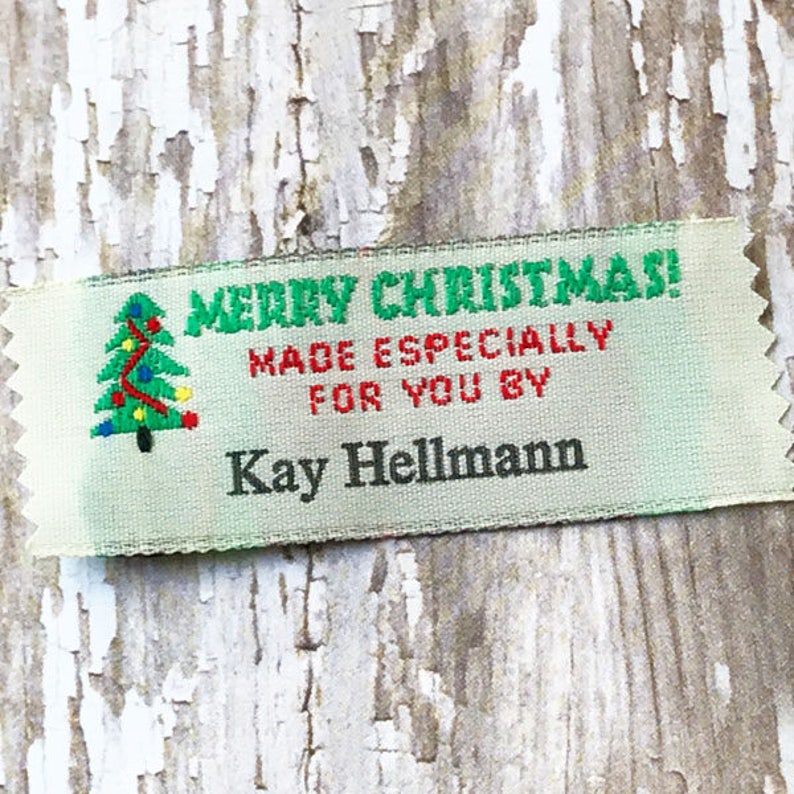 MERRY CHRISTMAS!
MADE ESPECIALLY
FOR YOU BY
Kay Hellmann